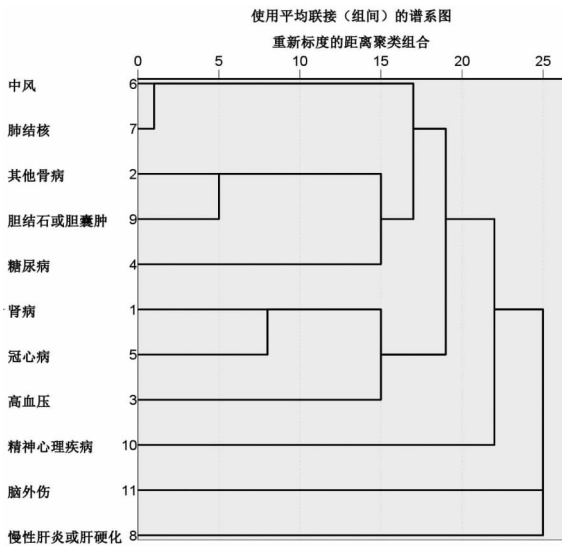 使用平均联接（组间）的谱系图
重新标度的距离聚类组合
0 5 10 15 20 25
中风 6
肺结核 7
其他骨病 2
胆结石或胆囊肿 9
糖尿病 4
肾病 1
冠心病 5
高血压 3
精神心理疾病 10
脑外伤 11
慢性肝炎或肝硬化 8